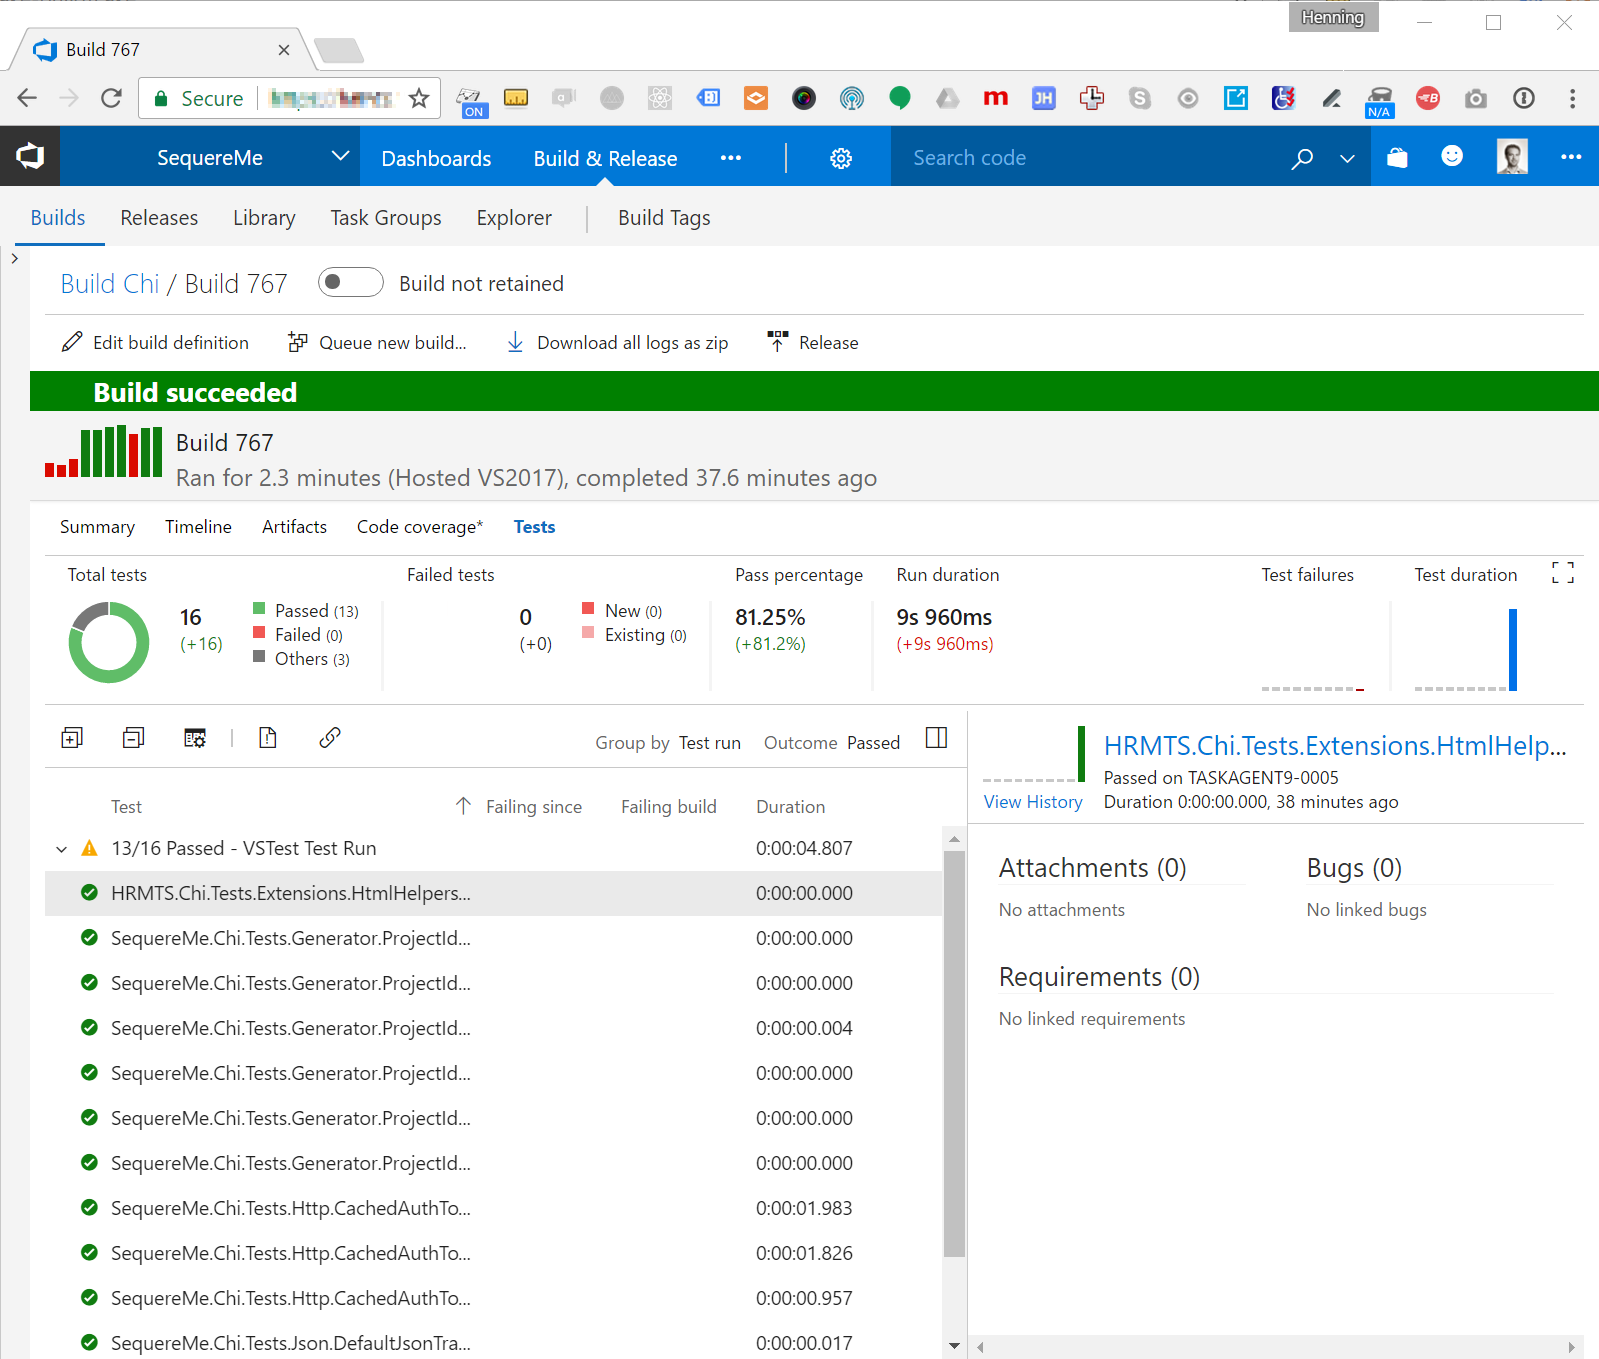 Henning
Build 767
Secure
ON
a
JH
S
B
N/A
m
SequereMe
Dashboards
Build & Release
Search code
Builds
Releases
Library
Task Groups
Explorer
Build Tags
Build Chi / Build 767
Build not retained
Edit build definition
Queue new build...
Download all logs as zip
Release
Build succeeded
Build 767
Ran for 2.3 minutes (Hosted VS2017), completed 37.6 minutes ago
Summary
Timeline
Artifacts
Code coverage*
Tests
Total tests
16
(+16)
Passed (13)
Failed (0)
Others (3)
Failed tests
0
(+0)
New (0)
Existing (0)
Pass percentage
81.25%
(+81.2%)
Run duration
9s 960ms
(+9s 960ms)
Test failures
Test duration
Group by Test run
Outcome Passed
Test
Failing since
Failing build
Duration
13/16 Passed - VSTest Test Run 0:00:04.807
HRMTS.Chi.Tests.Extensions.HtmlHelpers... 0:00:00.000
SequereMe.Chi.Tests.Generator.ProjectId... 0:00:00.000
SequereMe.Chi.Tests.Generator.ProjectId... 0:00:00.000
SequereMe.Chi.Tests.Generator.ProjectId... 0:00:00.004
SequereMe.Chi.Tests.Generator.ProjectId... 0:00:00.000
SequereMe.Chi.Tests.Generator.ProjectId... 0:00:00.000
SequereMe.Chi.Tests.Generator.ProjectId... 0:00:00.000
SequereMe.Chi.Tests.Http.CachedAuthTo... 0:00:01.983
SequereMe.Chi.Tests.Http.CachedAuthTo... 0:00:01.826
SequereMe.Chi.Tests.Http.CachedAuthTo... 0:00:00.957
SequereMe.Chi.Tests.Json.DefaultJsonTra... 0:00:00.017
HRMTS.Chi.Tests.Extensions.HtmlHelp...
Passed on TASKAGENT9-0005
View History
Duration 0:00:00.000, 38 minutes ago
Attachments (0)
No attachments
Bugs (0)
No linked bugs
Requirements (0)
No linked requirements